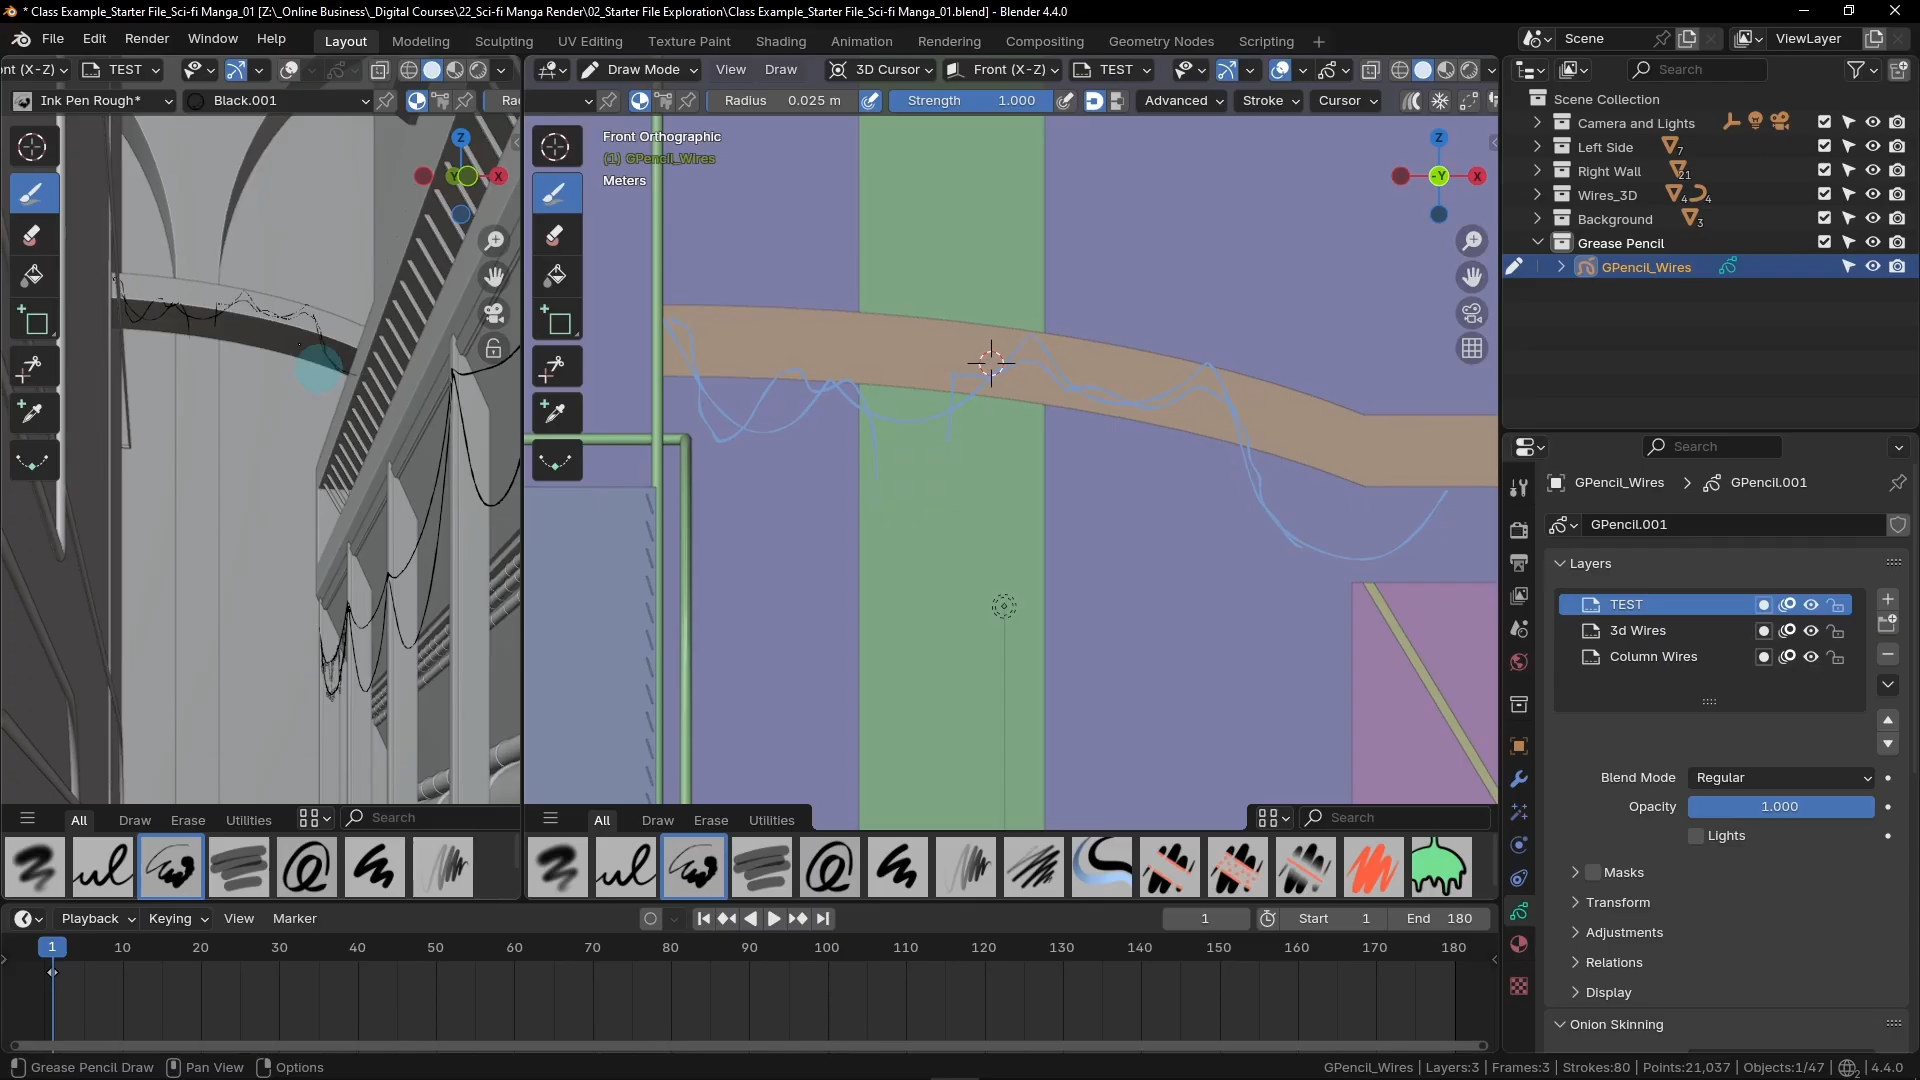 * Class Example_Starter File_Sci-fi Manga_01 [Z:\_Online Business\_Digital Courses\22_Sci-fi Manga Render\02_Starter File Exploration\Class Example_Starter File_Sci-fi Manga_01.blend] - Blender 4.4.0
File Edit Render Window Help Layout Modeling Sculpting UV Editing Texture Paint Shading Animation Rendering Compositing Geometry Nodes Scripting + Scene ViewLayer
nt (X-Z) TEST Draw Mode View Draw 3D Cursor Front (X-Z) TEST Search
Ink Pen Rough* Black.001 Ra Radius 0.025 m Strength 1.000 Advanced Stroke Cursor
Scene Collection
Camera and Lights
Left Side 7
Right Wall 21
Wires_3D 4 4
Background 3
Grease Pencil
GPencil_Wires
Front Orthographic
(1) GPencil_Wires
Meters
Z
Y X
Z
-Y X
Search
GPencil_Wires > GPencil.001
GPencil.001
Layers
TEST
3d Wires
Column Wires
Blend Mode Regular
Opacity 1.000
Lights
Masks
Transform
Adjustments
Relations
Display
Onion Skinning
All Draw Erase Utilities Search
All Draw Erase Utilities Search
Playback Keying View Marker 1 Start 1 End 180
1 10 20 30 40 50 60 70 80 90 100 110 120 130 140 150 160 170 180
Grease Pencil Draw Pan View Options GPencil_Wires | Layers:3 | Frames:3 | Strokes:80 | Points:21,037 | Objects:1/47 | 2 | 4.4.0